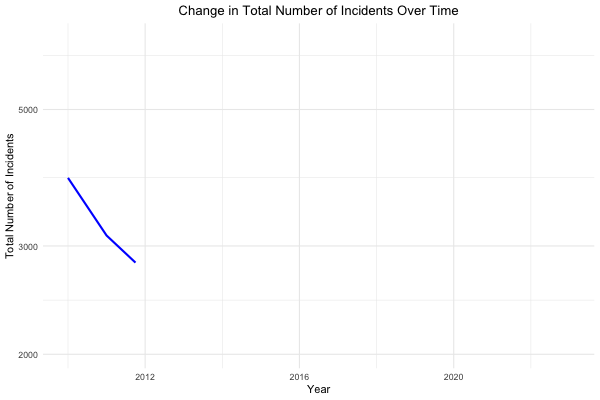 Change in Total Number of Incidents Over Time
Total Number of Incidents
5000
3000
2000
2012
2016
2020
Year